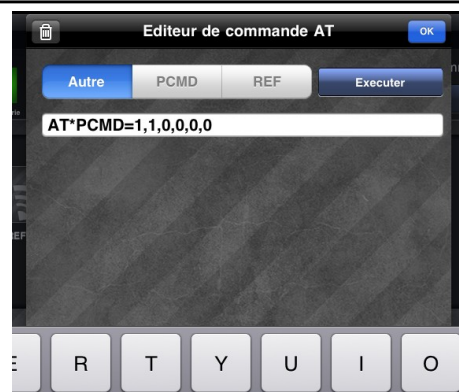 Editeur de commande AT
OK
Autre PCMD REF Executer
AT*PCMD=1,1,0,0,0,0
R T Y U I O